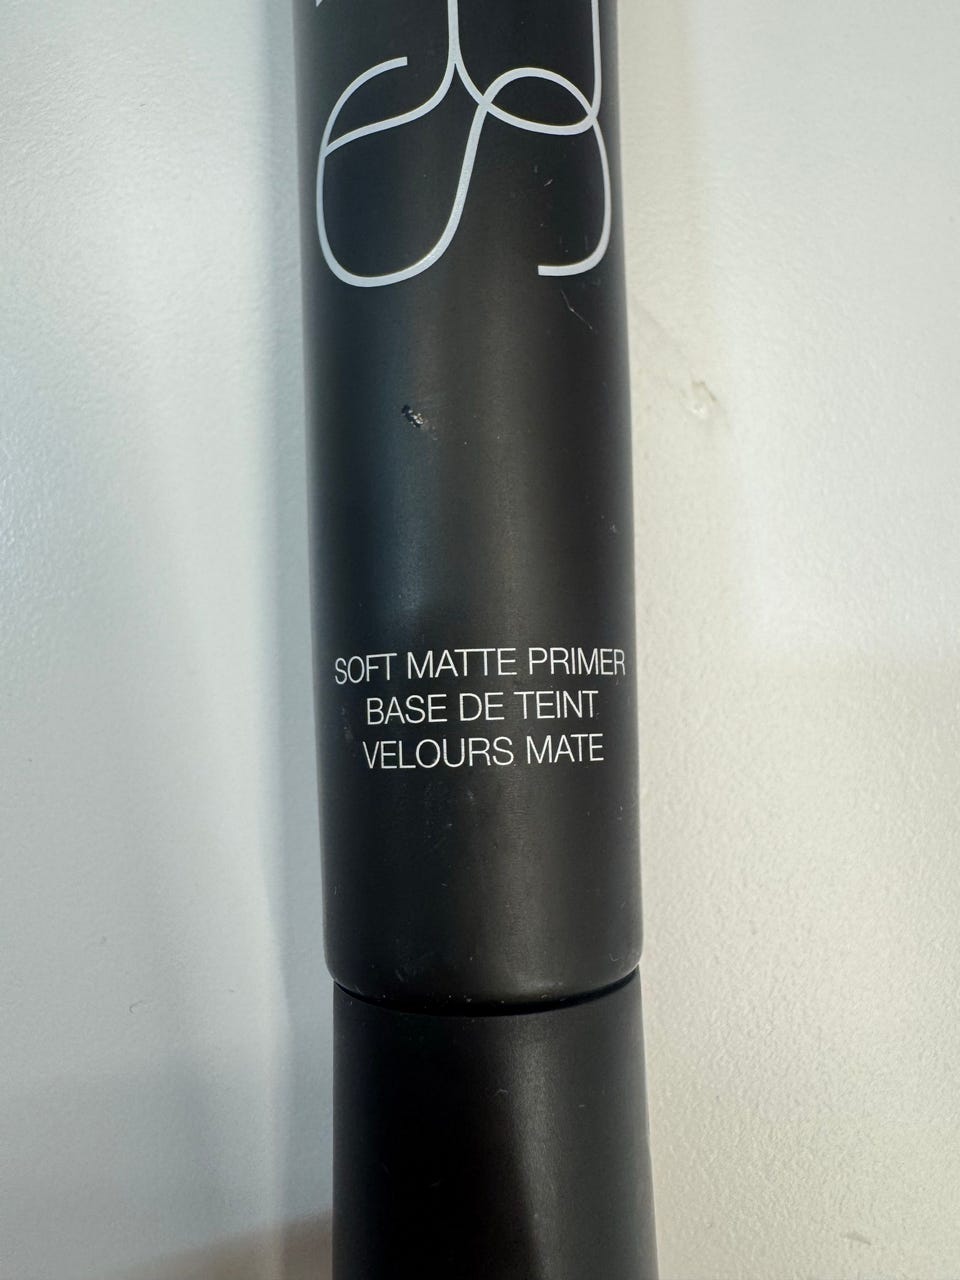 SOFT MATTE PRIMER
BASE DE TEINT
VELOURS MATE